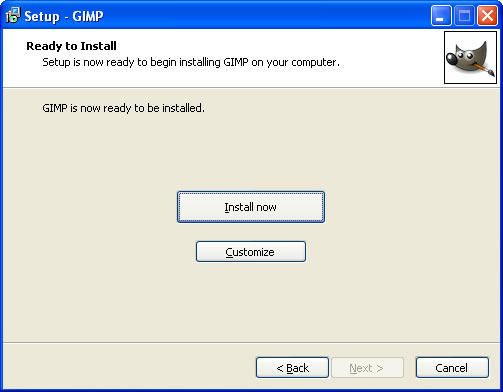 Setup - GIMP
Ready to Install
Setup is now ready to begin installing GIMP on your computer.
GIMP is now ready to be installed.
Install now
Customize
< Back Next > Cancel